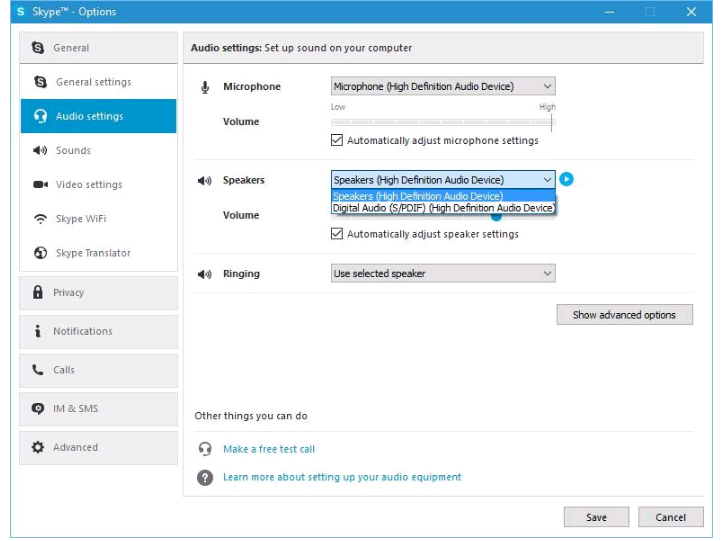 Skype™ - Options
General
General settings
Audio settings
Sounds
Video settings
Skype WiFi
Skype Translator
Privacy
Notifications
Calls
IM & SMS
Advanced
Audio settings: Set up sound on your computer
Microphone
Microphone (High Definition Audio Device)
Low High
Volume
Automatically adjust microphone settings
Speakers
Speakers (High Definition Audio Device)
Speakers (High Definition Audio Device)
Digital Audio (S/PDIF) (High Definition Audio Device)
Volume
Automatically adjust speaker settings
Ringing
Use selected speaker
Show advanced options
Other things you can do
Make a free test call
Learn more about setting up your audio equipment
Save
Cancel